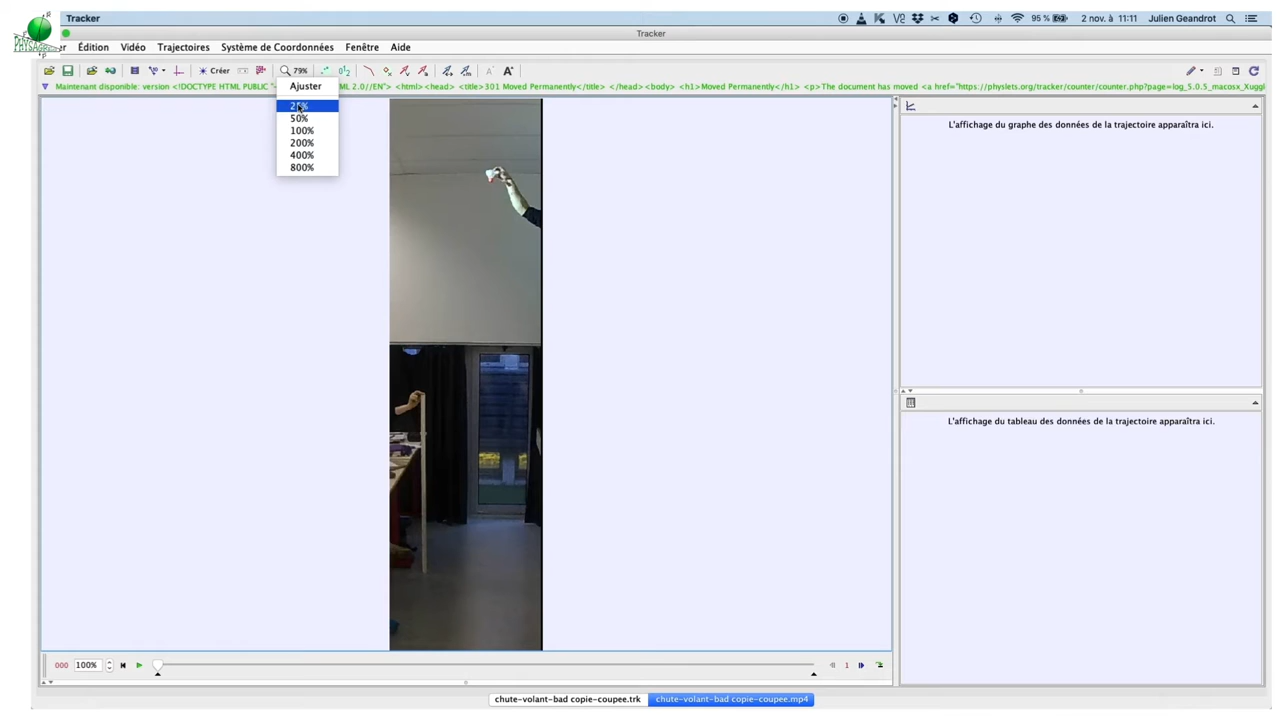 Tracker
95 %
2 nov. à 11:11
Julien Geandrot
Tracker
Édition
Vidéo
Trajectoires
Système de Coordonnées
Fenêtre
Aide
Créer
79%
Maintenant disponible: version <!DOCTYPE HTML PUBLIC "- ML 2.0//EN"> <html><head> <title>301 Moved Permanently</title> </head><body> <h1>Moved Permanently</h1> <p>The document has moved <a href="https://physlets.org/tracker/counter/counter.php?page=log_5.0.5_macosx_Xuggl
Ajuster
25%
50%
100%
200%
400%
800%
L'affichage du graphe des données de la trajectoire apparaîtra ici.
L'affichage du tableau des données de la trajectoire apparaîtra ici.
000
100%
1
chute-volant-bad copie-coupee.trk
chute-volant-bad copie-coupee.mp4